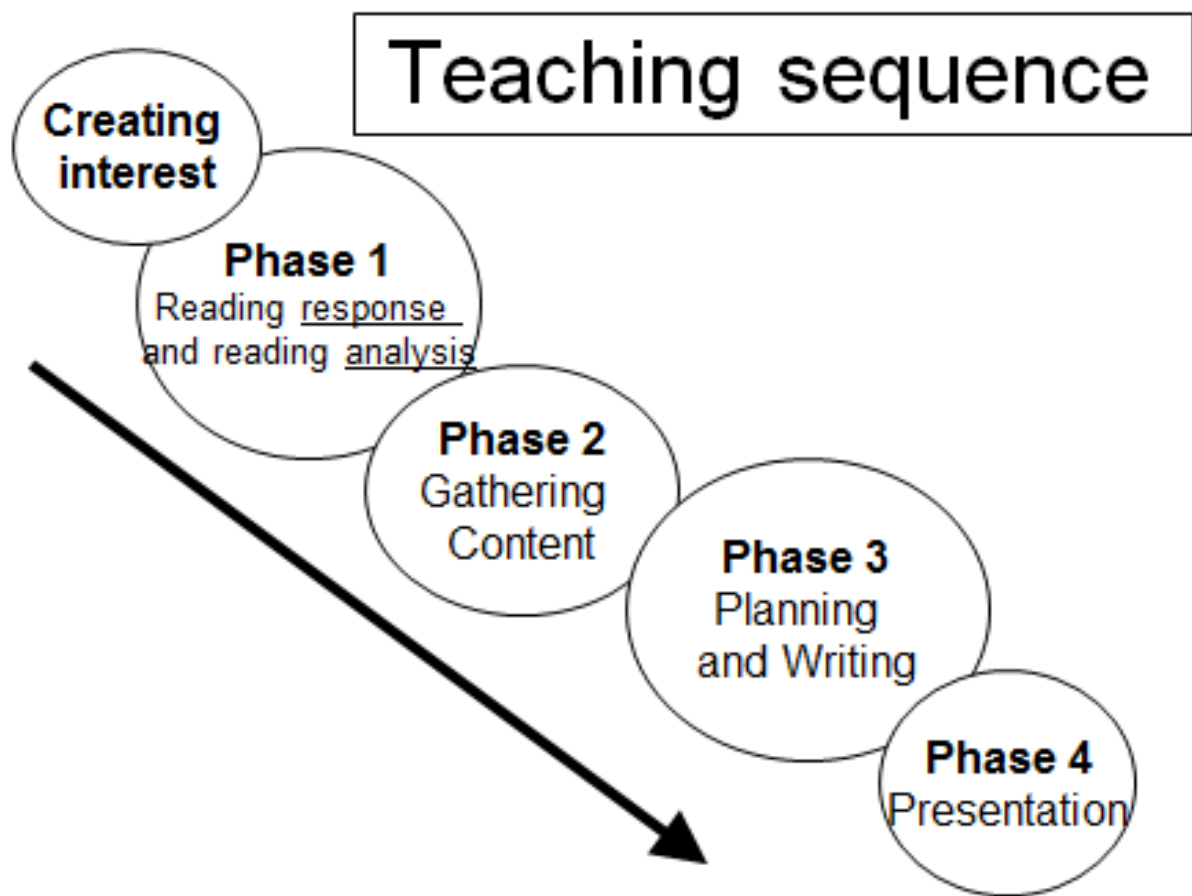 Teaching sequence
Creating
interest
Phase 1
Reading response
and reading analysis
Phase 2
Gathering
Content
Phase 3
Planning
and Writing
Phase 4
Presentation